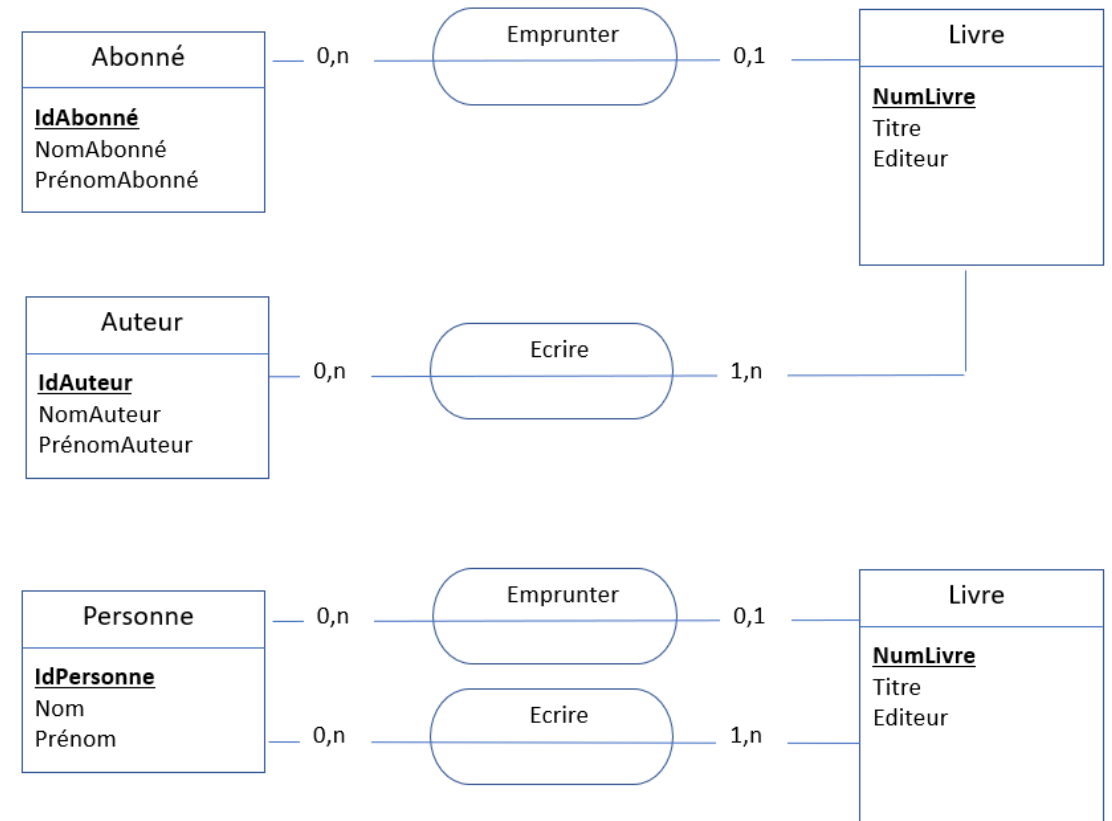 Abonné
IdAbonné
NomAbonné
PrénomAbonné
0,n
Emprunter
0,1
Livre
NumLivre
Titre
Editeur
Auteur
IdAuteur
NomAuteur
PrénomAuteur
0,n
Ecrire
1,n
Personne
IdPersonne
Nom
Prénom
0,n
Emprunter
0,1
0,n
Ecrire
1,n
Livre
NumLivre
Titre
Editeur